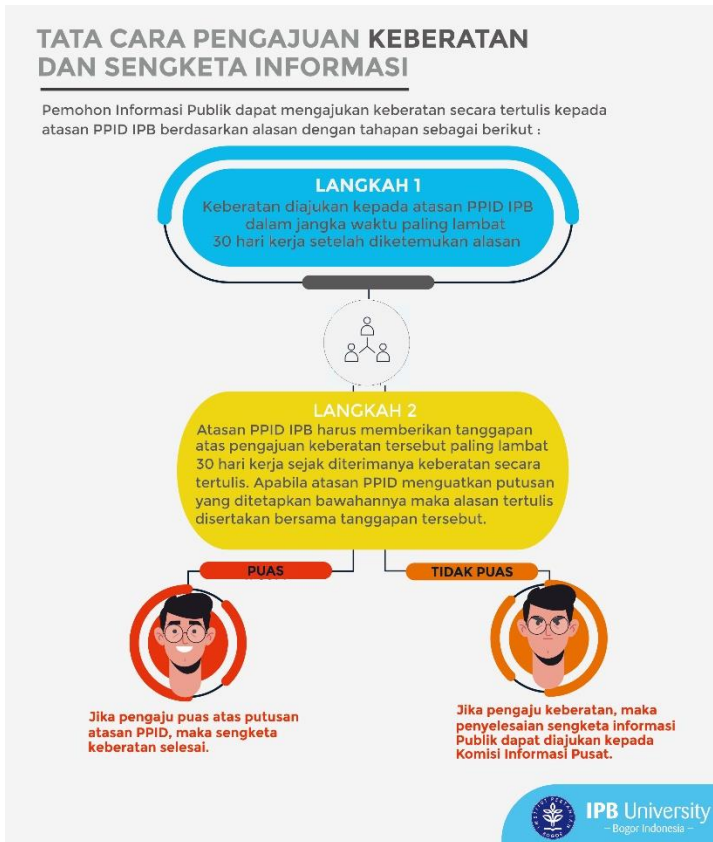 TATA CARA PENGAJUAN KEBERATAN
DAN SENGKETA INFORMASI
Pemohon Informasi Publik dapat mengajukan keberatan secara tertulis kepada
atasan PPID IPB berdasarkan alasan dengan tahapan sebagai berikut :
LANGKAH 1
Keberatan diajukan kepada atasan PPID IPB
dalam jangka waktu paling lambat
30 hari kerja setelah diketemukan alasan
LANGKAH 2
Atasan PPID IPB harus memberikan tanggapan
atas pengajuan keberatan tersebut paling lambat
30 hari kerja sejak diterimanya keberatan secara
tertulis. Apabila atasan PPID menguatkan putusan
yang ditetapkan bawahannya maka alasan tertulis
disertakan bersama tanggapan tersebut.
PUAS
Jika pengaju puas atas putusan
atasan PPID, maka sengketa
keberatan selesai.
TIDAK PUAS
Jika pengaju keberatan, maka
penyelesaian sengketa informasi
Publik dapat diajukan kepada
Komisi Informasi Pusat.
INSTITUT PERTANIAN
BOGOR
IPB University
— Bogor Indonesia —